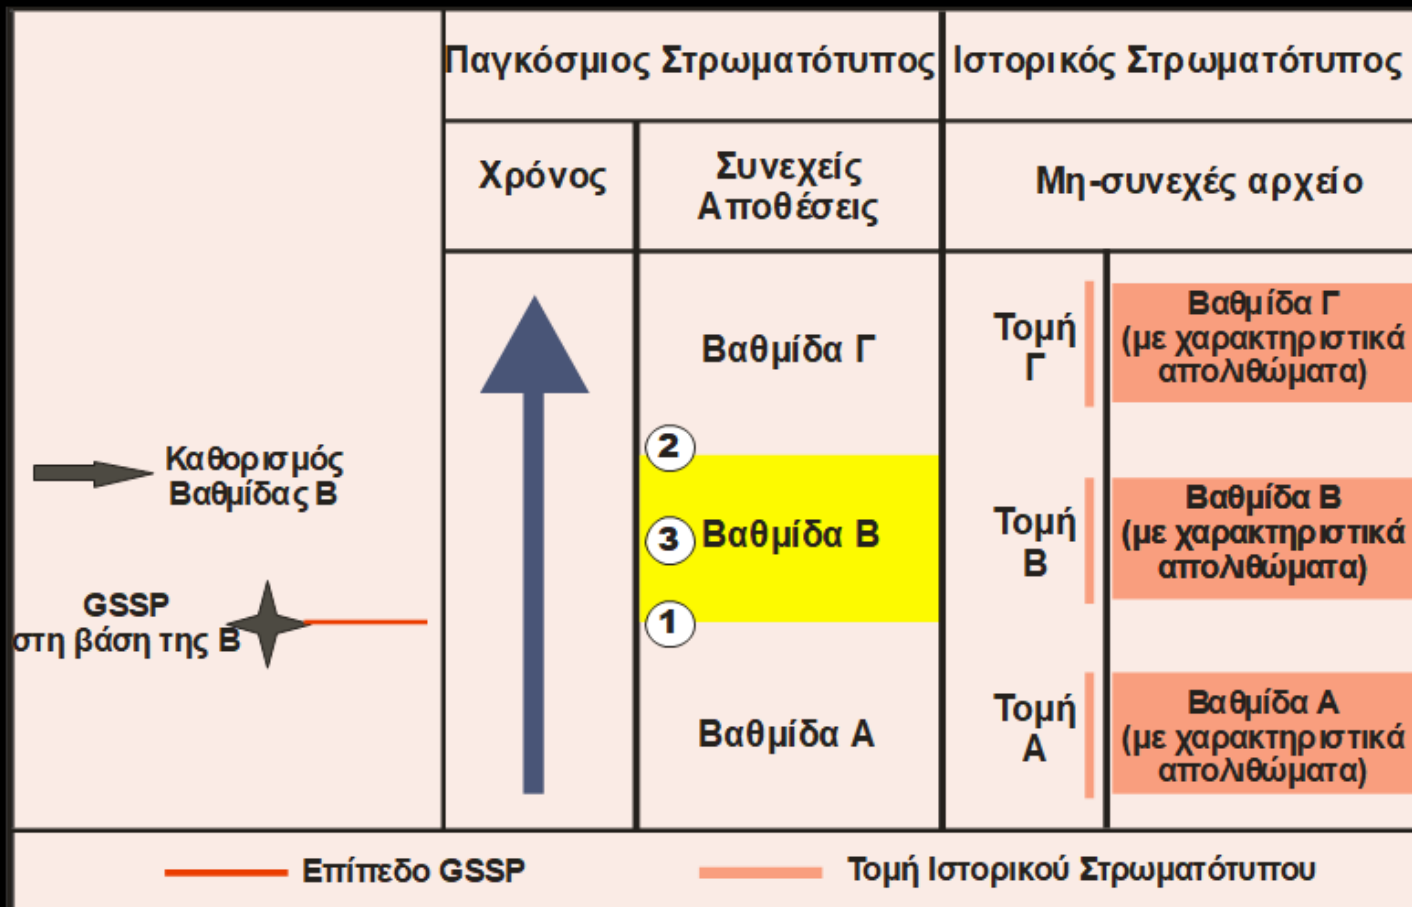 Παγκόσμιος Στρωματότυπος
Ιστορικός Στρωματότυπος
Χρόνος
Συνεχείς
Αποθέσεις
Μη-συνεχές αρχείο
Βαθμίδα Γ
Τομή
Γ
Βαθμίδα Γ
(με χαρακτηριστικά
απολιθώματα)
Καθορισμός
Βαθμίδας Β
2
3
Βαθμίδα Β
1
Τομή
Β
Βαθμίδα Β
(με χαρακτηριστικά
απολιθώματα)
GSSP
στη βάση της Β
Βαθμίδα Α
Τομή
Α
Βαθμίδα Α
(με χαρακτηριστικά
απολιθώματα)
Επίπεδο GSSP
Τομή Ιστορικού Στρωματότυπου